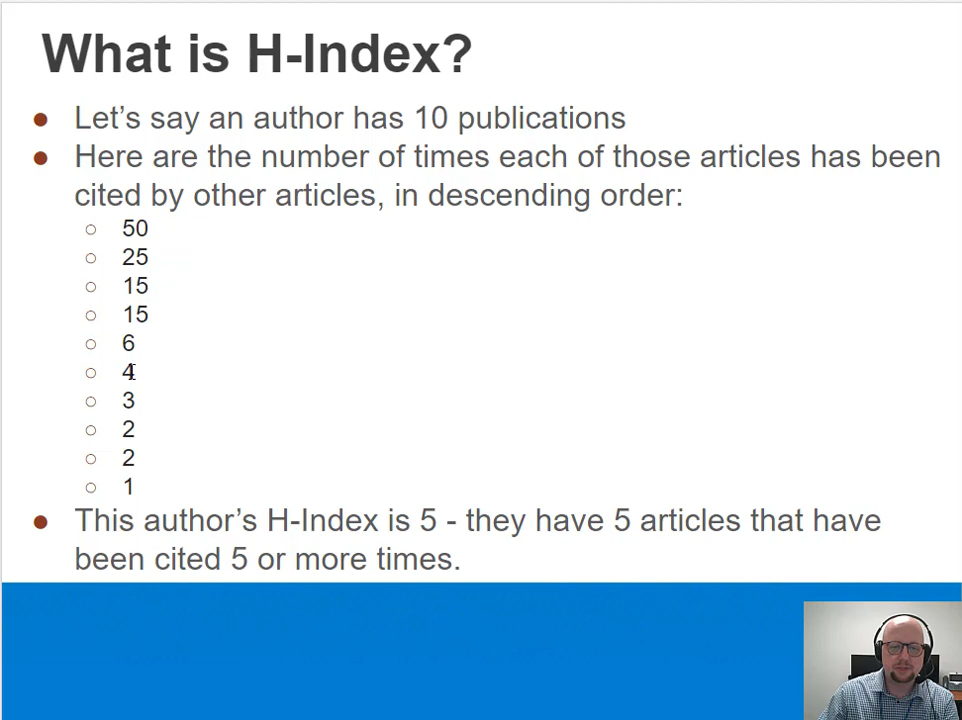 What is H-Index?
● Let’s say an author has 10 publications
● Here are the number of times each of those articles has been
cited by other articles, in descending order:
○ 50
○ 25
○ 15
○ 15
○ 6
○ 4
○ 3
○ 2
○ 2
○ 1
● This author’s H-Index is 5 - they have 5 articles that have
been cited 5 or more times.